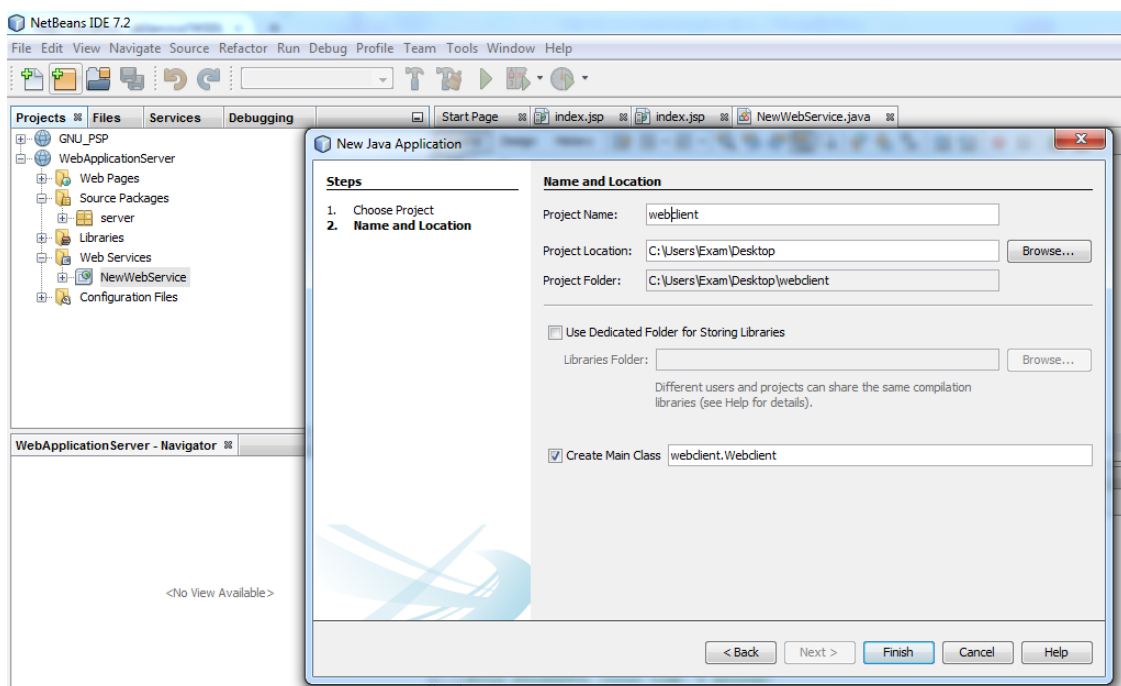 NetBeans IDE 7.2
File Edit View Navigate Source Refactor Run Debug Profile Team Tools Window Help
Projects Files Services Debugging
Start Page index.jsp index.jsp NewWebService.java
GNU_PSP
WebApplicationServer
Web Pages
Source Packages
server
Libraries
Web Services
NewWebService
Configuration Files
WebApplicationServer - Navigator
<No View Available>
New Java Application
Steps
1. Choose Project
2. Name and Location
Name and Location
Project Name: webclient
Project Location: C:\Users\Exam\Desktop Browse...
Project Folder: C:\Users\Exam\Desktop\webclient
Use Dedicated Folder for Storing Libraries
Libraries Folder: Browse...
Different users and projects can share the same compilation
libraries (see Help for details).
Create Main Class webclient.Webclient
< Back Next > Finish Cancel Help